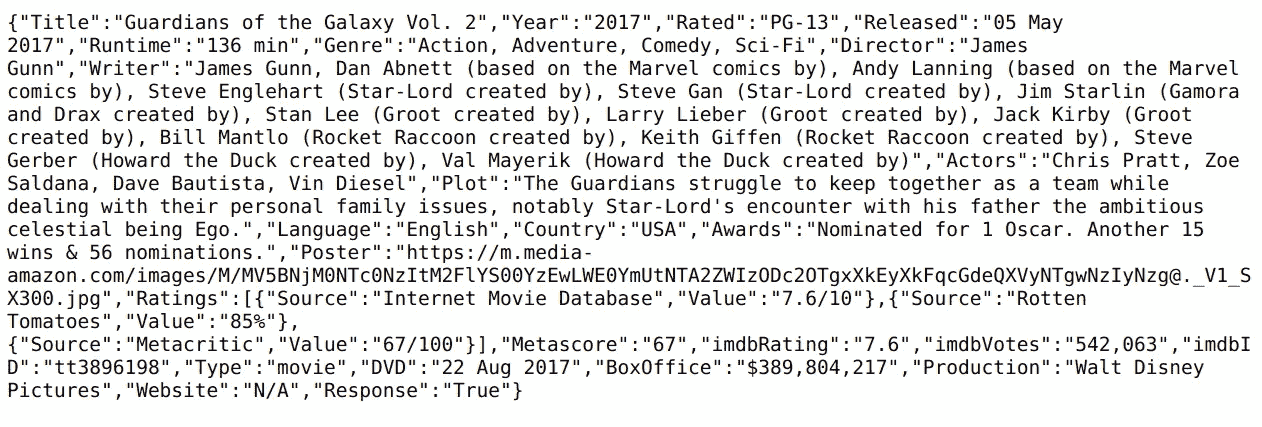 {"Title":"Guardians of the Galaxy Vol. 2","Year":"2017","Rated":"PG-13","Released":"05 May
2017","Runtime":"136 min","Genre":"Action, Adventure, Comedy, Sci-Fi","Director":"James
Gunn","Writer":"James Gunn, Dan Abnett (based on the Marvel comics by), Andy Lanning (based on the Marvel
comics by), Steve Englehart (Star-Lord created by), Steve Gan (Star-Lord created by), Jim Starlin (Gamora
and Drax created by), Stan Lee (Groot created by), Larry Lieber (Groot created by), Jack Kirby (Groot
created by), Bill Mantlo (Rocket Raccoon created by), Keith Giffen (Rocket Raccoon created by), Steve
Gerber (Howard the Duck created by), Val Mayerik (Howard the Duck created by)","Actors":"Chris Pratt, Zoe
Saldana, Dave Bautista, Vin Diesel","Plot":"The Guardians struggle to keep together as a team while
dealing with their personal family issues, notably Star-Lord's encounter with his father the ambitious
celestial being Ego.","Language":"English","Country":"USA","Awards":"Nominated for 1 Oscar. Another 15
wins & 56 nominations.","Poster":"https://m.media-
amazon.com/images/M/MV5BNjM0NTc0NzItM2FlYS00YzEwLWE0YmUtNTA2ZWIzODc2OTgxXkEyXkFqcGdeQXVyNTgwNzIyNzg@._V1_S
X300.jpg","Ratings":[{"Source":"Internet Movie Database","Value":"7.6/10"},{"Source":"Rotten
Tomatoes","Value":"85%"},
{"Source":"Metacritic","Value":"67/100"}],"Metascore":"67","imdbRating":"7.6","imdbVotes":"542,063","imdbI
D":"tt3896198","Type":"movie","DVD":"22 Aug 2017","BoxOffice":"$389,804,217","Production":"Walt Disney
Pictures","Website":"N/A","Response":"True"}